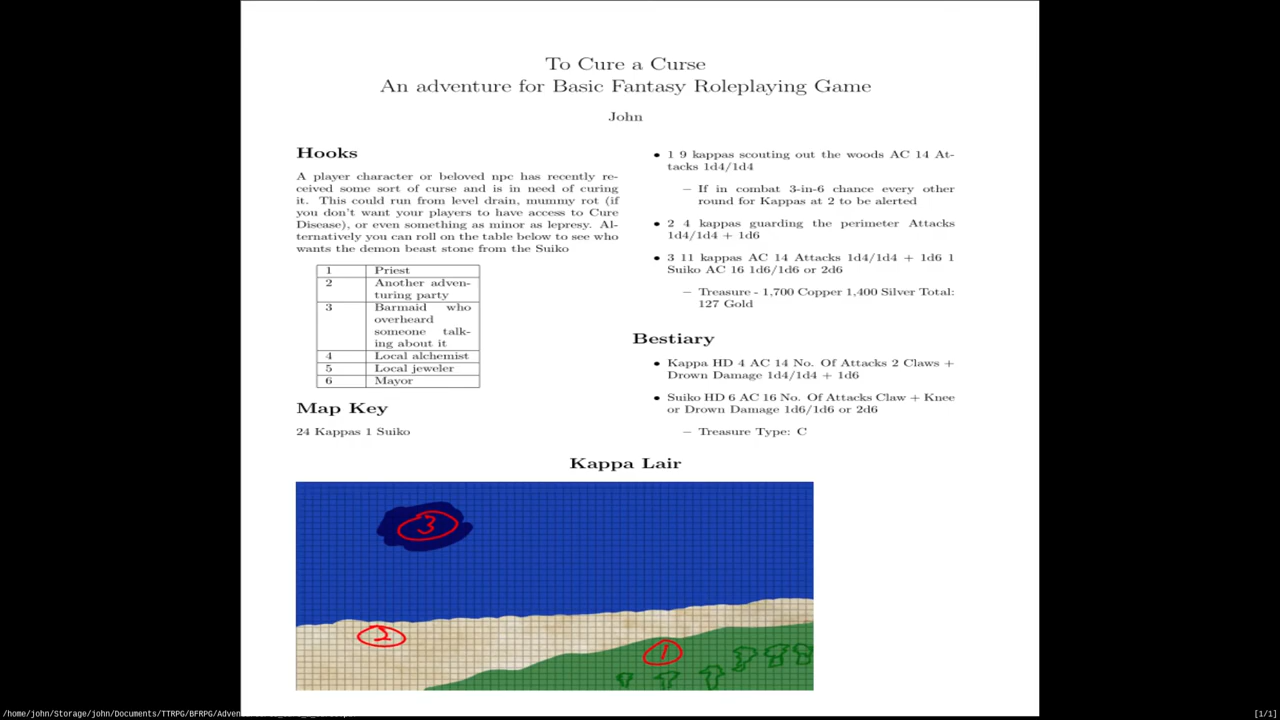 To Cure a Curse
An adventure for Basic Fantasy Roleplaying Game
John
Hooks
A player character or beloved npc has recently re-
ceived some sort of curse and is in need of curing
it. This could run from level drain, mummy rot (if
you don't want your players to have access to Cure
Disease), or even something as minor as lepresy. Al-
ternatively you can roll on the table below to see who
wants the demon beast stone from the Suiko
1 Priest
2 Another adven-
turing party
3 Barmaid who
overheard
someone talk-
ing about it
4 Local alchemist
5 Local jeweler
6 Mayor
Map Key
24 Kappas 1 Suiko
• 1 9 kappas scouting out the woods AC 14 At-
tacks 1d4/1d4
– If in combat 3-in-6 chance every other
round for Kappas at 2 to be alerted
• 2 4 kappas guarding the perimeter Attacks
1d4/1d4 + 1d6
• 3 11 kappas AC 14 Attacks 1d4/1d4 + 1d6 1
Suiko AC 16 1d6/1d6 or 2d6
– Treasure - 1,700 Copper 1,400 Silver Total:
127 Gold
Bestiary
• Kappa HD 4 AC 14 No. Of Attacks 2 Claws +
Drown Damage 1d4/1d4 + 1d6
• Suiko HD 6 AC 16 No. Of Attacks Claw + Knee
or Drown Damage 1d6/1d6 or 2d6
– Treasure Type: C
Kappa Lair
3
2
1
/home/john/Storage/john/Documents/TTRPG/BFRPG/Adven
[1/1]